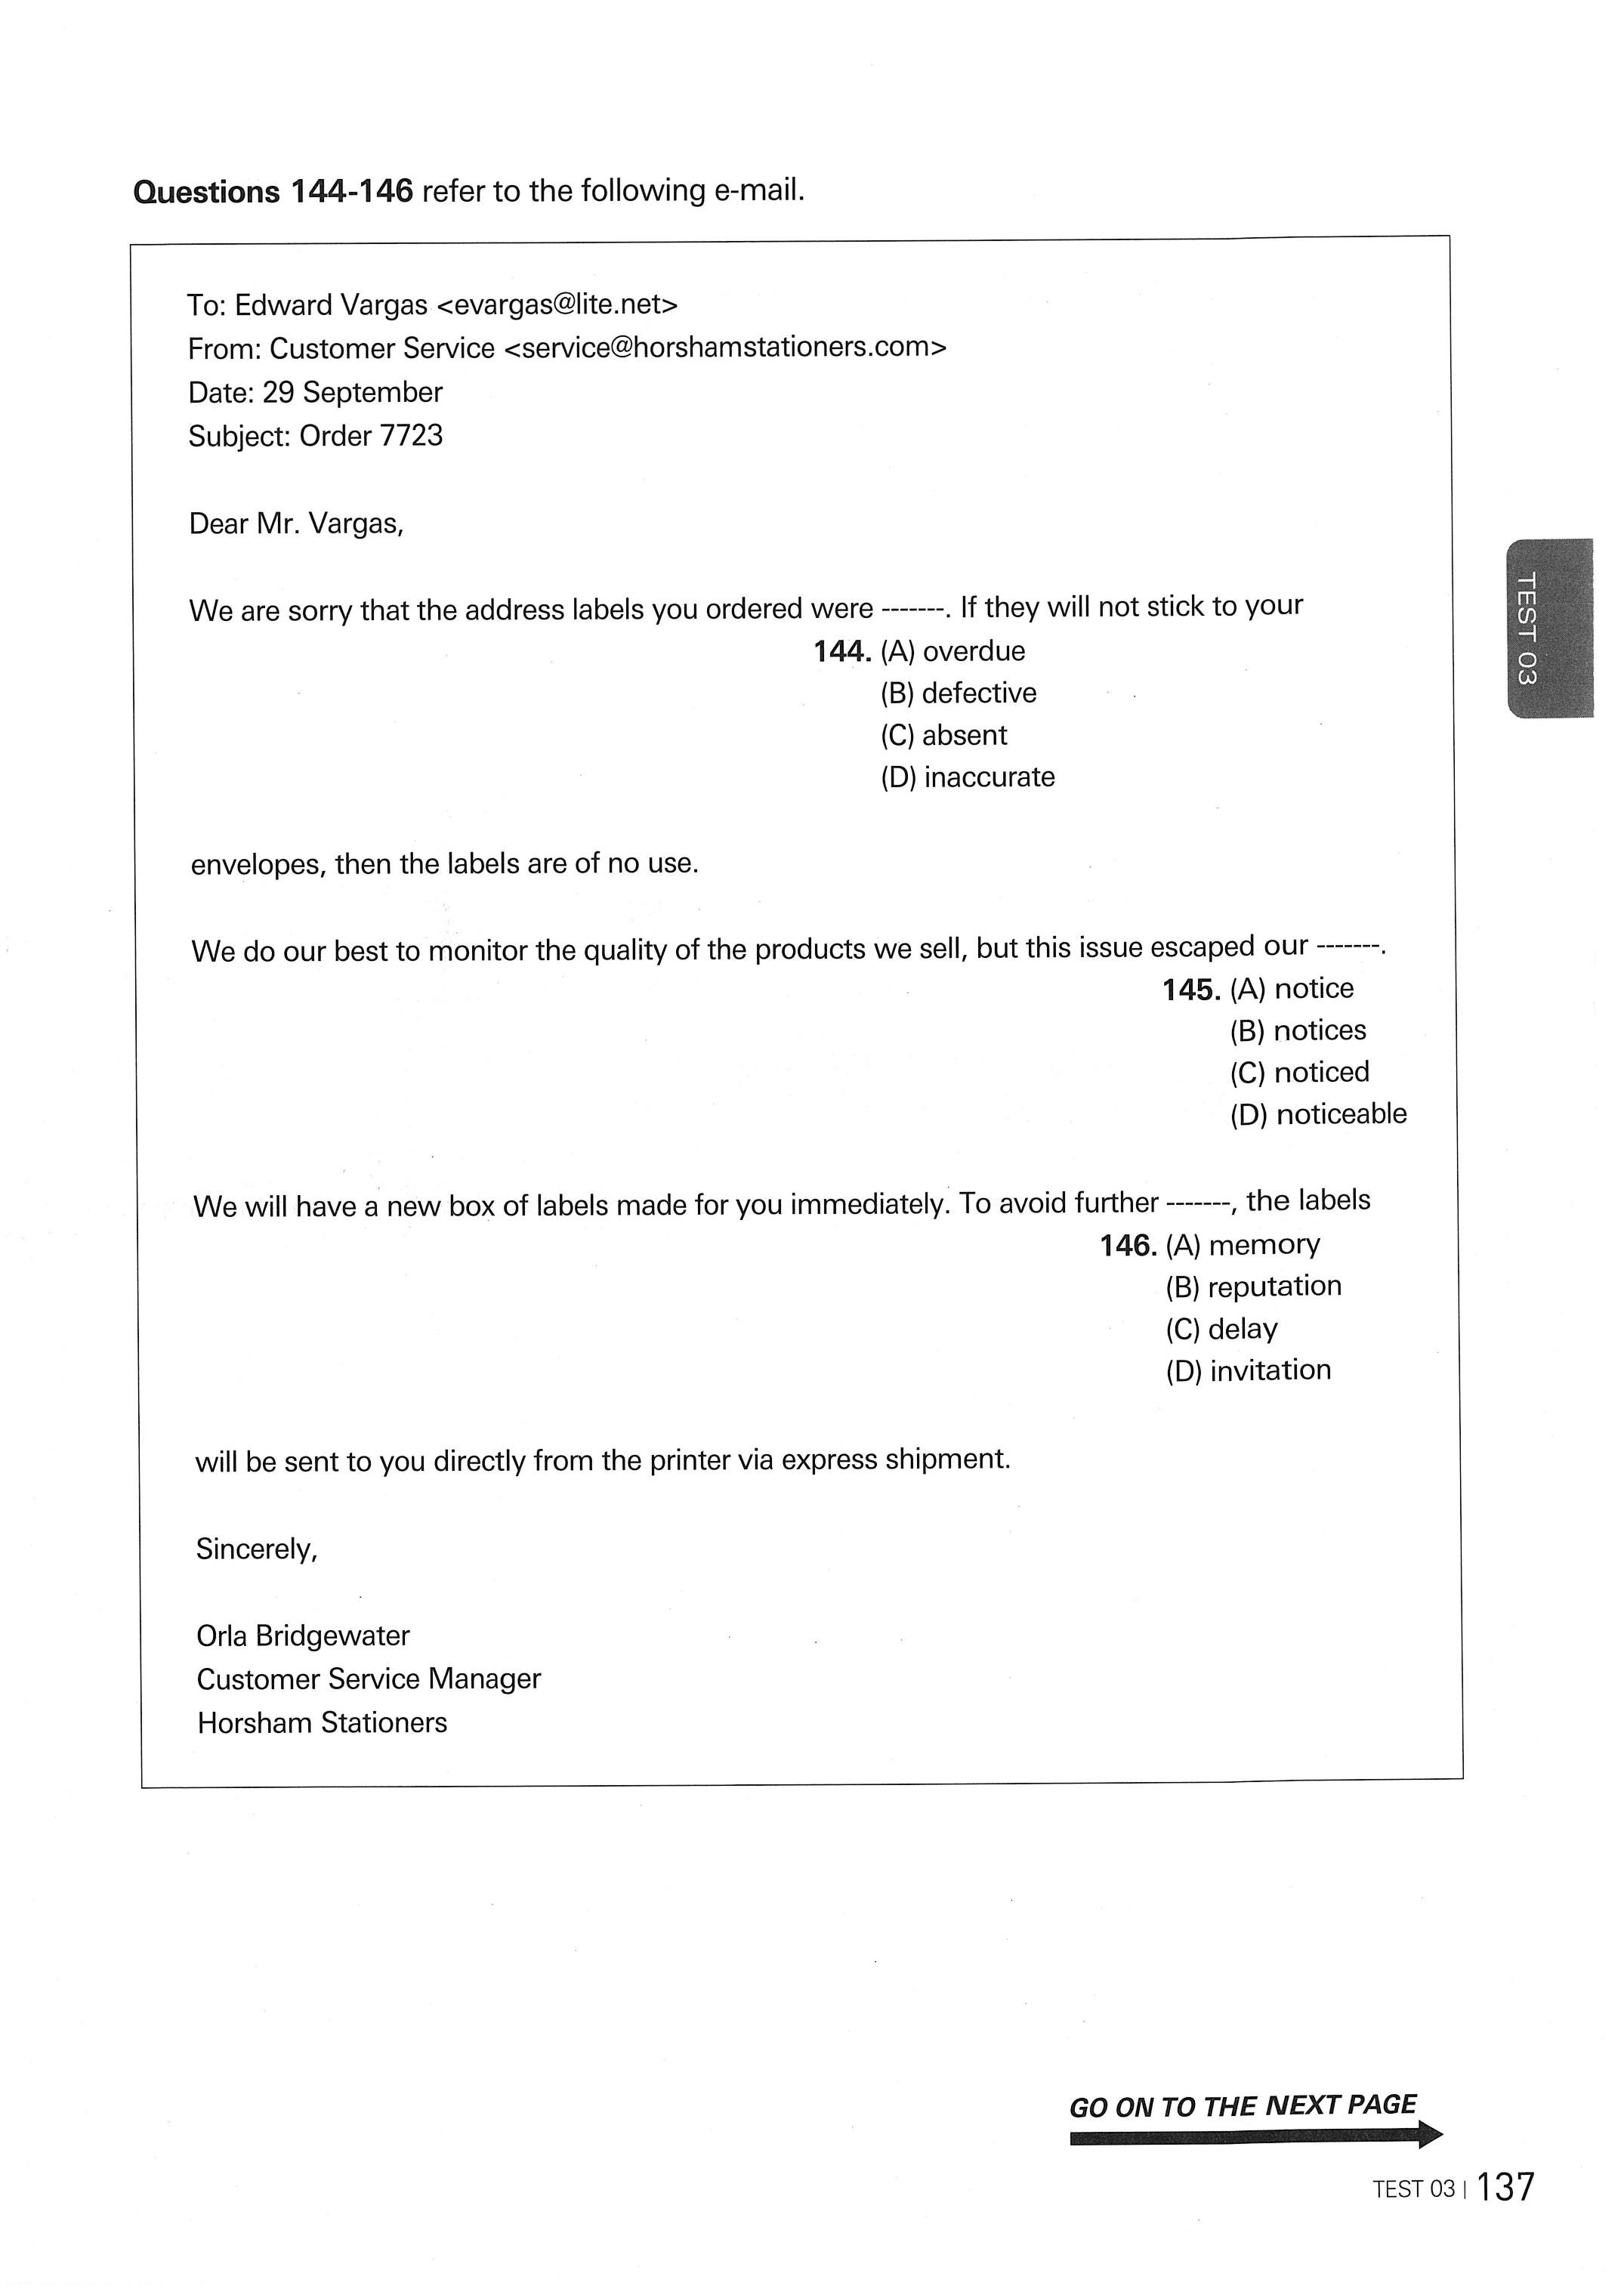 Questions 144-146 refer to the following e-mail.
To: Edward Vargas <evargas@lite.net>
From: Customer Service <service@horshamstationers.com>
Date: 29 September
Subject: Order 7723
Dear Mr. Vargas,
We are sorry that the address labels you ordered were -------. If they will not stick to your
144. (A) overdue
(B) defective
(C) absent
(D) inaccurate
envelopes, then the labels are of no use.
We do our best to monitor the quality of the products we sell, but this issue escaped our -------.
145. (A) notice
(B) notices
(C) noticed
(D) noticeable
We will have a new box of labels made for you immediately. To avoid further -------, the labels
146. (A) memory
(B) reputation
(C) delay
(D) invitation
will be sent to you directly from the printer via express shipment.
Sincerely,
Orla Bridgewater
Customer Service Manager
Horsham Stationers
TEST 03
GO ON TO THE NEXT PAGE
TEST 03 | 137